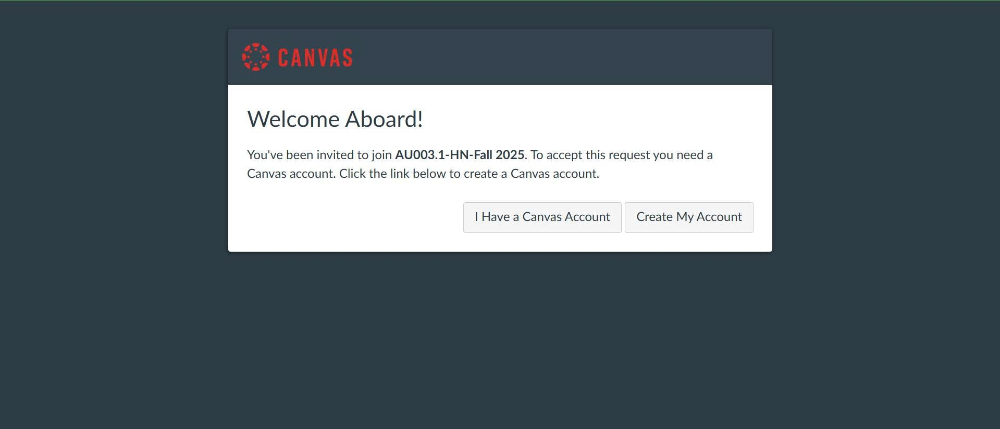 CANVAS
Welcome Aboard!
You've been invited to join AU003.1-HN-Fall 2025. To accept this request you need a
Canvas account. Click the link below to create a Canvas account.
I Have a Canvas Account
Create My Account